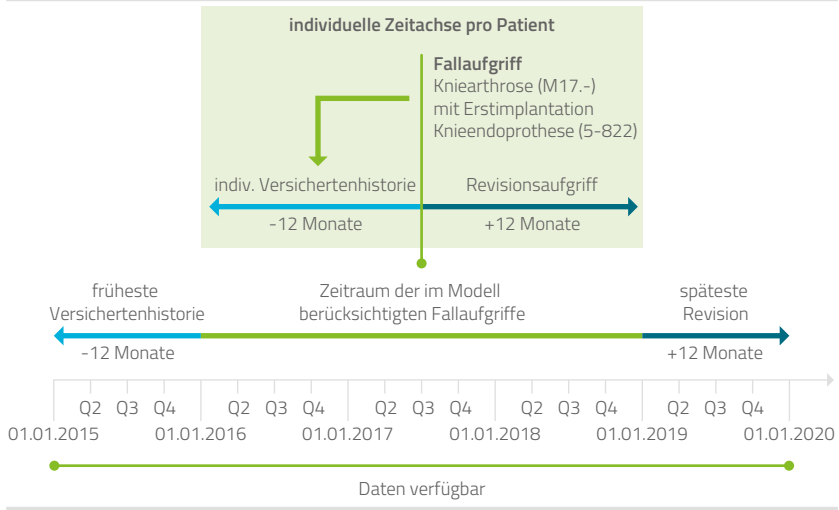 individuelle Zeitachse pro Patient
Fallaufgriff
Kniearthrose (M17.-)
mit Erstimplantation
Knieendoprothese (5-822)
indiv. Versichertenhistorie
Revisionsaufgriff
-12 Monate
+12 Monate
früheste
Versichertenhistorie
Zeitraum der im Modell
berücksichtigten Fallaufgriffe
späteste
Revision
-12 Monate
+12 Monate
Q2 Q3 Q4 Q2 Q3 Q4 Q2 Q3 Q4 Q2 Q3 Q4 Q2 Q3 Q4
01.01.2015 01.01.2016 01.01.2017 01.01.2018 01.01.2019 01.01.2020
Daten verfügbar